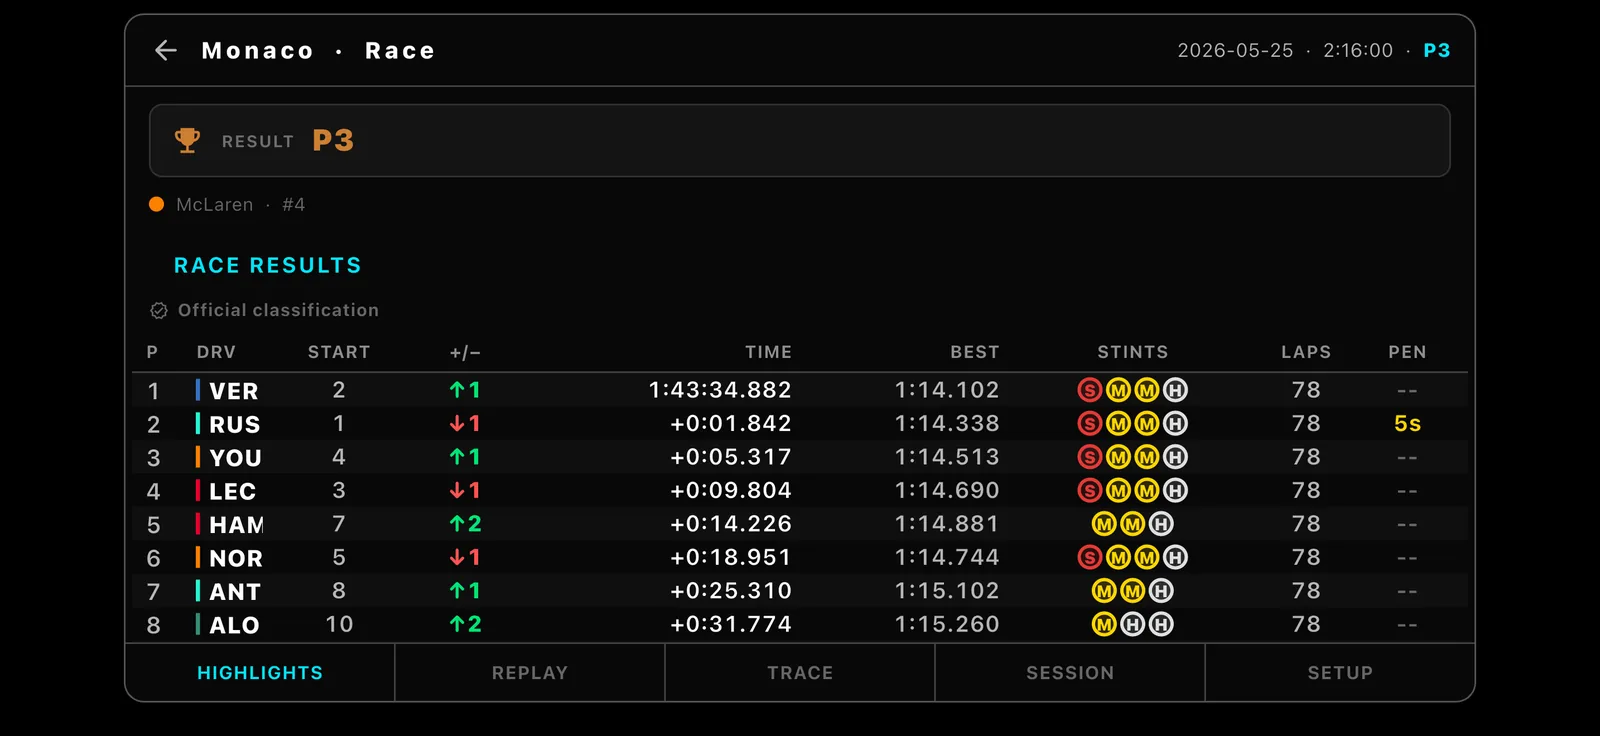 ← Monaco · Race 2026-05-25 · 2:16:00 · P3
RESULT P3
McLaren · #4
RACE RESULTS
Official classification
P DRV START +/− TIME BEST STINTS LAPS PEN
1 VER 2 ↑1 1:43:34.882 1:14.102 S M M H 78 --
2 RUS 1 ↓1 +0:01.842 1:14.338 S M M H 78 5s
3 YOU 4 ↑1 +0:05.317 1:14.513 S M M H 78 --
4 LEC 3 ↓1 +0:09.804 1:14.690 S M M H 78 --
5 HAM 7 ↑2 +0:14.226 1:14.881 M M H 78 --
6 NOR 5 ↓1 +0:18.951 1:14.744 S M M H 78 --
7 ANT 8 ↑1 +0:25.310 1:15.102 M M H 78 --
8 ALO 10 ↑2 +0:31.774 1:15.260 M H H 78 --
HIGHLIGHTS REPLAY TRACE SESSION SETUP